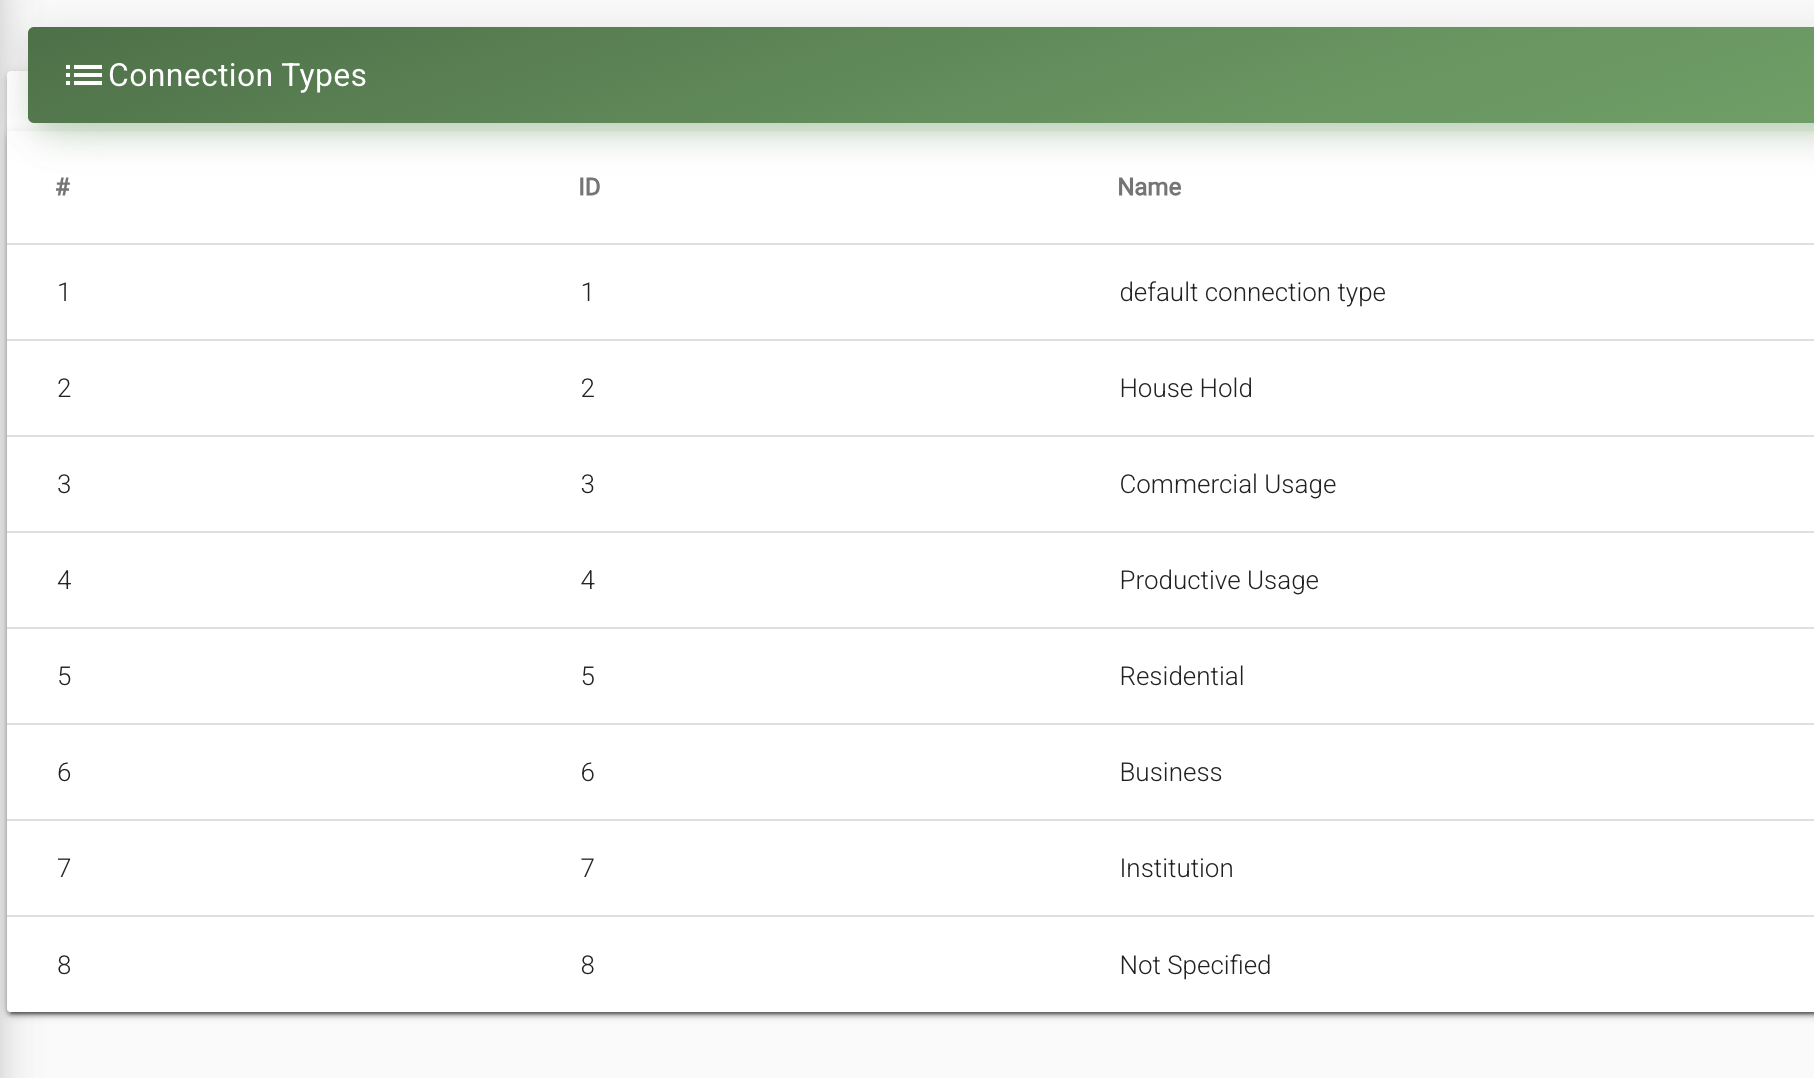 Connection Types
# ID Name
1 1 default connection type
2 2 House Hold
3 3 Commercial Usage
4 4 Productive Usage
5 5 Residential
6 6 Business
7 7 Institution
8 8 Not Specified